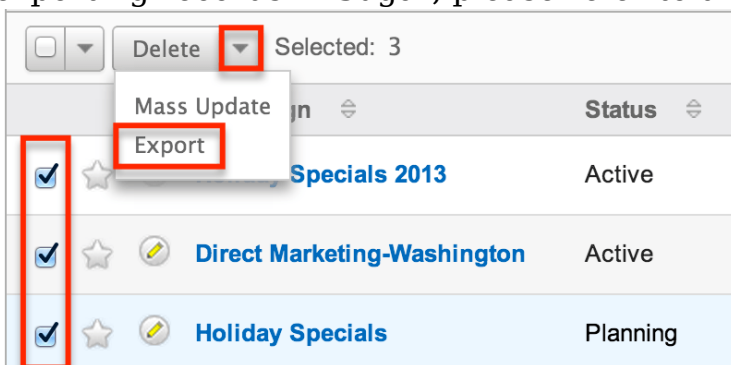 Delete Selected: 3
Mass Update
Status
Export
Specials 2013 Active
Direct Marketing-Washington Active
Holiday Specials Planning